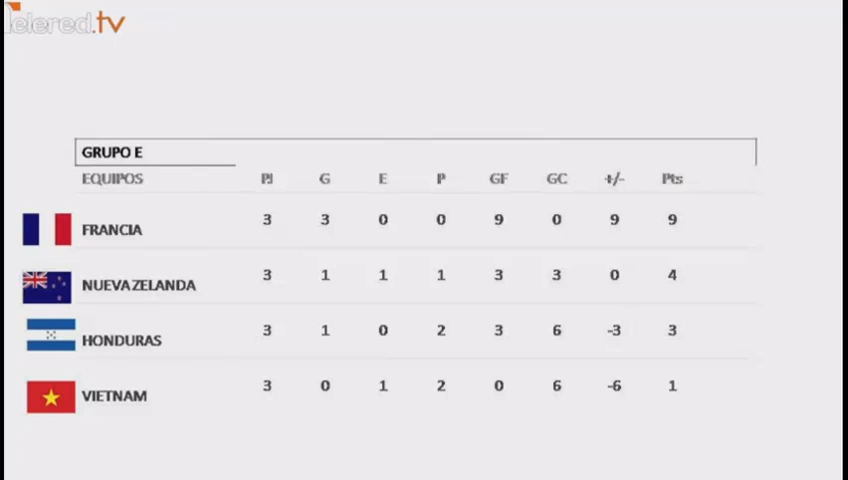 Telered.tv
GRUPO E
EQUIPOS PJ G E P GF GC +/- Pts
FRANCIA 3 3 0 0 9 0 9 9
NUEVA ZELANDA 3 1 1 1 3 3 0 4
HONDURAS 3 1 0 2 3 6 -3 3
VIETNAM 3 0 1 2 0 6 -6 1